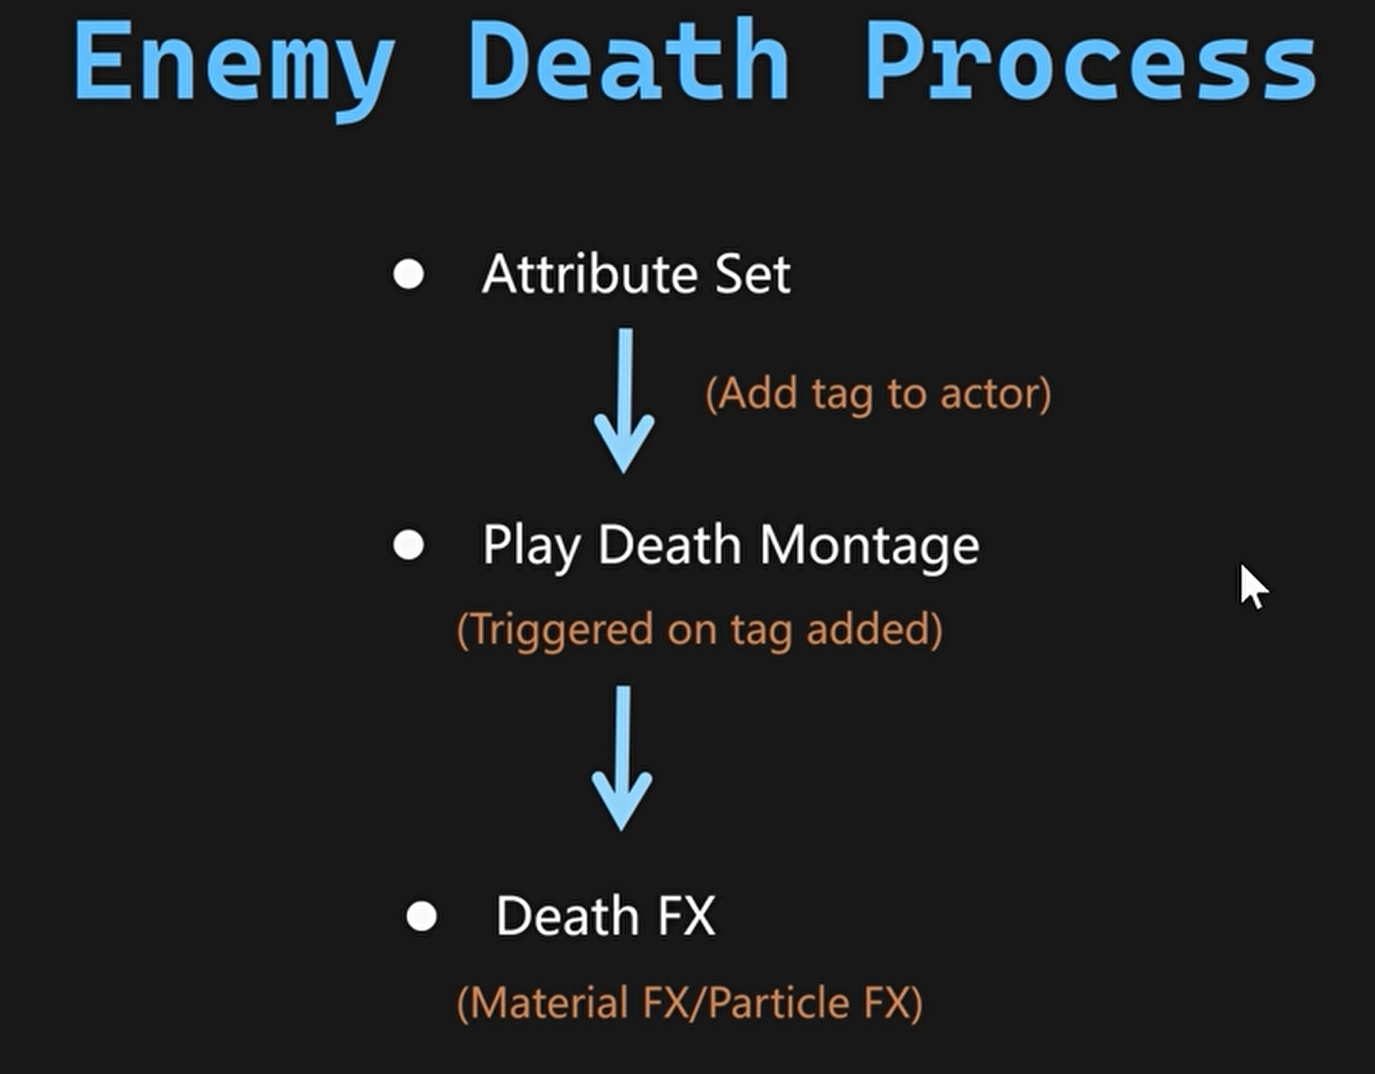 Enemy Death Process
Attribute Set
(Add tag to actor)
Play Death Montage
(Triggered on tag added)
Death FX
(Material FX/Particle FX)